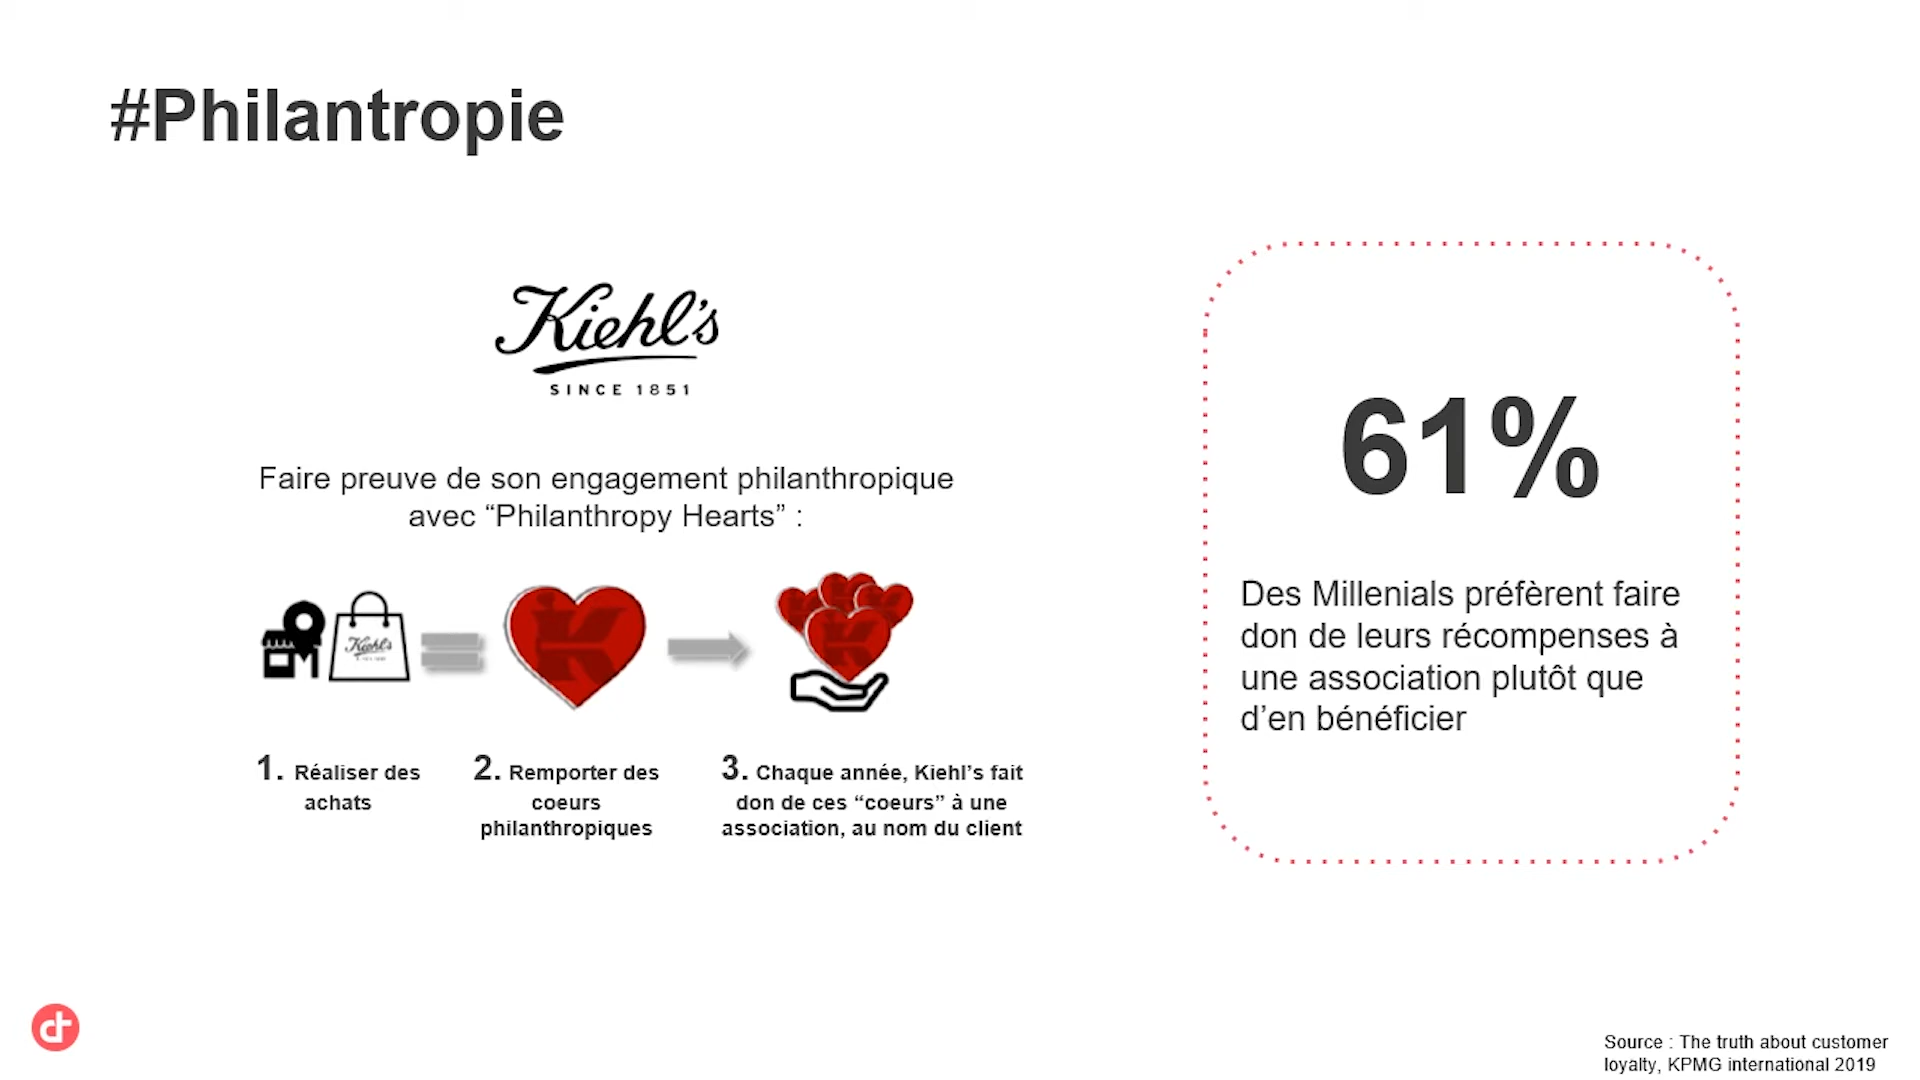 #Philantropie
Kiehl's
SINCE 1851
Faire preuve de son engagement philanthropique
avec “Philanthropy Hearts” :
Kiehl's
1. Réaliser des
achats
2. Remporter des
coeurs
philanthropiques
3. Chaque année, Kiehl’s fait
don de ces “coeurs” à une
association, au nom du client
61%
Des Millenials préfèrent faire
don de leurs récompenses à
une association plutôt que
d’en bénéficier
Source : The truth about customer
loyalty, KPMG international 2019